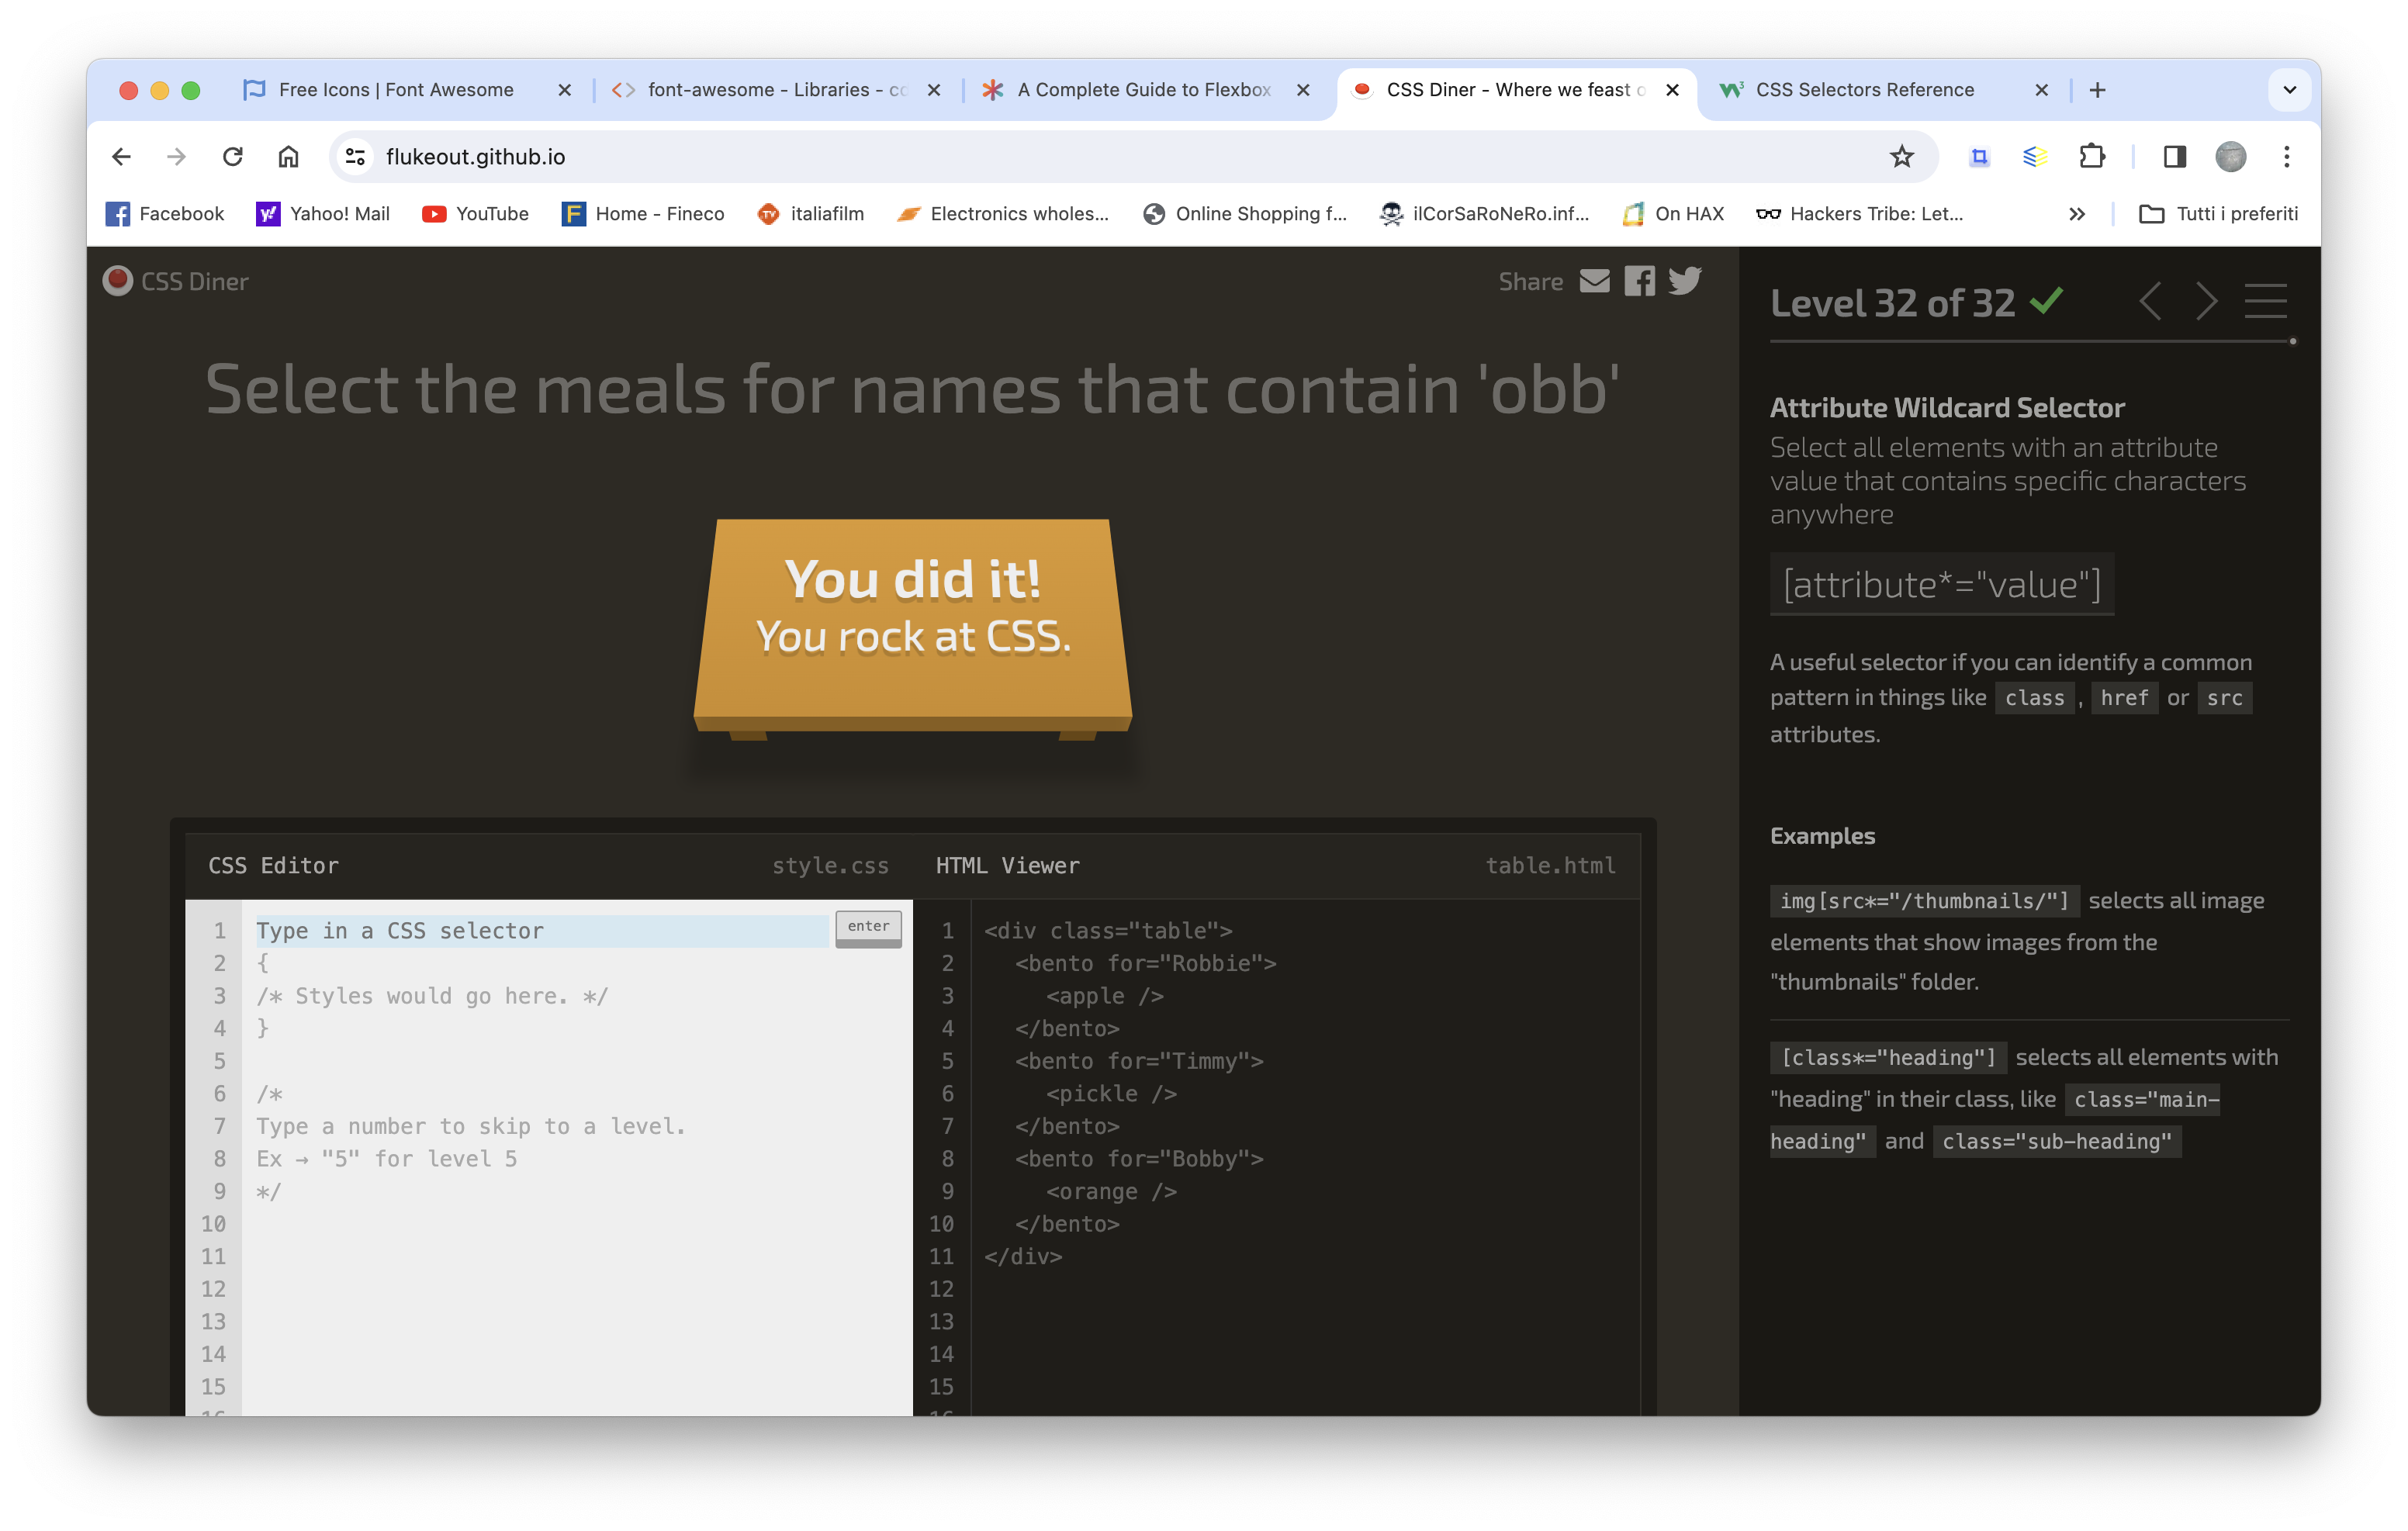 Free Icons | Font Awesome
font-awesome - Libraries - cc
A Complete Guide to Flexbox
CSS Diner - Where we feast o
CSS Selectors Reference
flukeout.github.io
Facebook
Yahoo! Mail
YouTube
Home - Fineco
italiafilm
Electronics wholes...
Online Shopping f...
ilCorSaRoNeRo.inf...
On HAX
Hackers Tribe: Let...
Tutti i preferiti
CSS Diner
Share
Select the meals for names that contain 'obb'
You did it!
You rock at CSS.
CSS Editor
style.css
1 Type in a CSS selector
enter
2 {
3 /* Styles would go here. */
4 }
5
6 /*
7 Type a number to skip to a level.
8 Ex → "5" for level 5
9 */
10
11
12
13
14
15
HTML Viewer
table.html
1 <div class="table">
2 <bento for="Robbie">
3 <apple />
4 </bento>
5 <bento for="Timmy">
6 <pickle />
7 </bento>
8 <bento for="Bobby">
9 <orange />
10 </bento>
11 </div>
12
13
14
15
Level 32 of 32
Attribute Wildcard Selector
Select all elements with an attribute
value that contains specific characters
anywhere
[attribute*="value"]
A useful selector if you can identify a common
pattern in things like class, href or src
attributes.
Examples
img[src*="/thumbnails/"] selects all image
elements that show images from the
"thumbnails" folder.
[class*="heading"] selects all elements with
"heading" in their class, like class="main-
heading" and class="sub-heading"